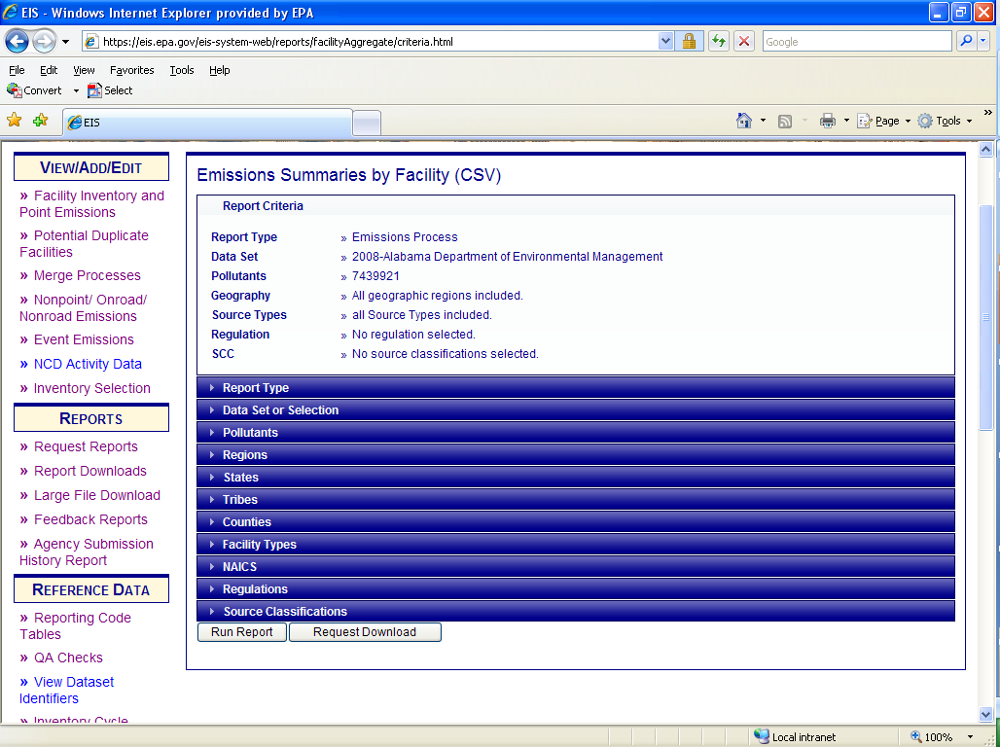 EIS - Windows Internet Explorer provided by EPA
https://eis.epa.gov/eis-system-web/reports/facilityAggregate/criteria.html
Google
File Edit View Favorites Tools Help
Convert Select
EIS
Page Tools »
VIEW/ADD/EDIT
» Facility Inventory and
Point Emissions
» Potential Duplicate
Facilities
» Merge Processes
» Nonpoint/ Onroad/
Nonroad Emissions
» Event Emissions
» NCD Activity Data
» Inventory Selection
REPORTS
» Request Reports
» Report Downloads
» Large File Download
» Feedback Reports
» Agency Submission
History Report
REFERENCE DATA
» Reporting Code
Tables
» QA Checks
» View Dataset
Identifiers
» Inventory Cycle
Emissions Summaries by Facility (CSV)
Report Criteria
Report Type » Emissions Process
Data Set » 2008-Alabama Department of Environmental Management
Pollutants » 7439921
Geography » All geographic regions included.
Source Types » all Source Types included.
Regulation » No regulation selected.
SCC » No source classifications selected.
Report Type
Data Set or Selection
Pollutants
Regions
States
Tribes
Counties
Facility Types
NAICS
Regulations
Source Classifications
Run Report Request Download
Local intranet 100%